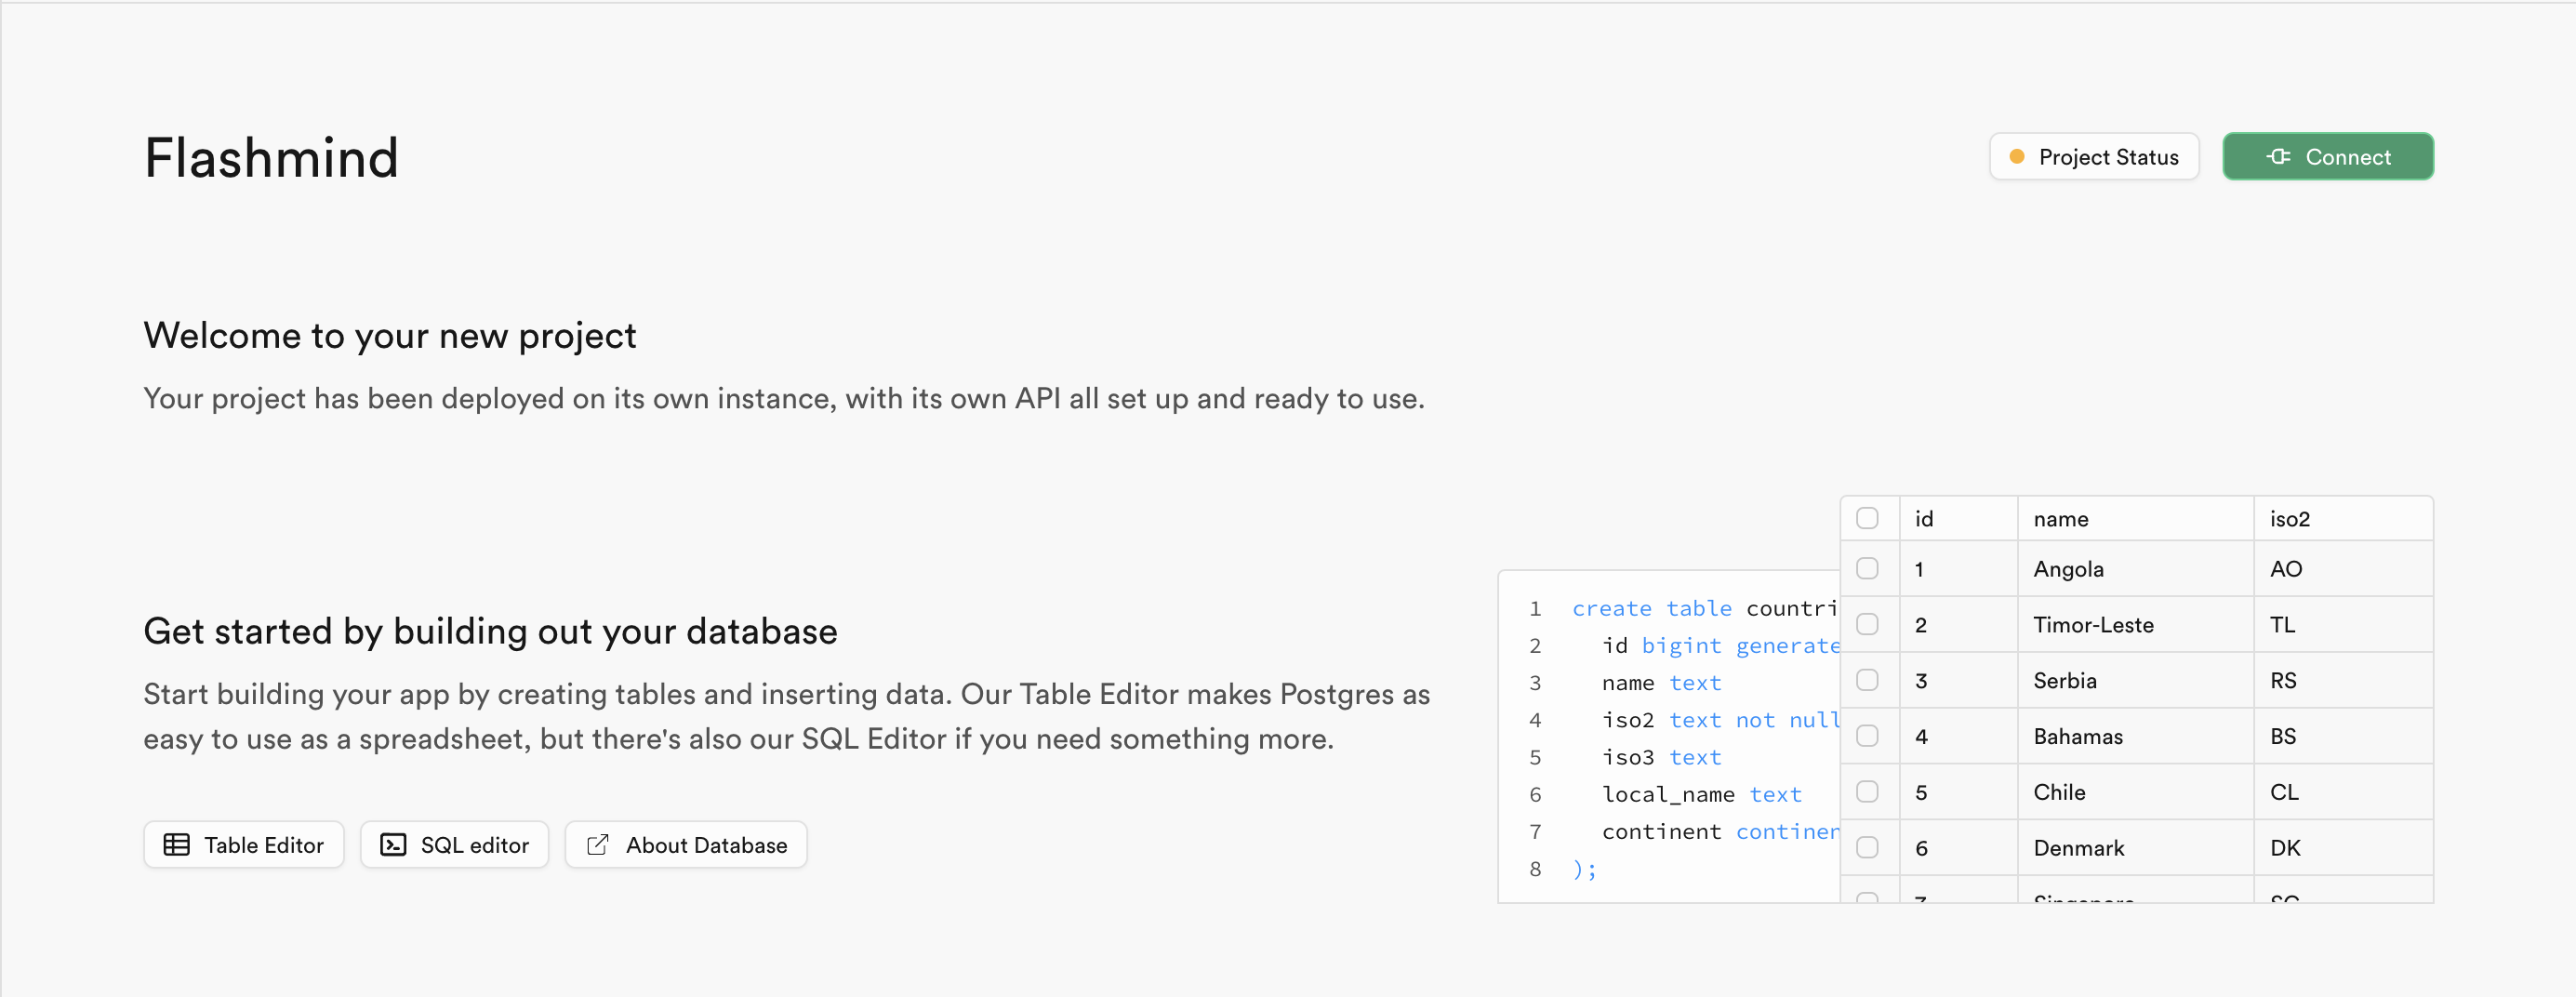 Flashmind
Project Status
Connect
Welcome to your new project
Your project has been deployed on its own instance, with its own API all set up and ready to use.
Get started by building out your database
Start building your app by creating tables and inserting data. Our Table Editor makes Postgres as
easy to use as a spreadsheet, but there's also our SQL Editor if you need something more.
Table Editor SQL editor About Database
1 create table countri
2 id bigint generate
3 name text
4 iso2 text not null
5 iso3 text
6 local_name text
7 continent continen
8 );
id name iso2
1 Angola AO
2 Timor-Leste TL
3 Serbia RS
4 Bahamas BS
5 Chile CL
6 Denmark DK